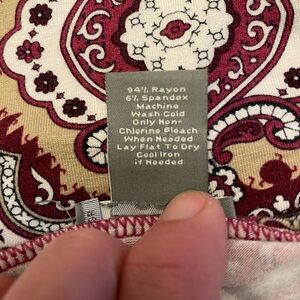 94% Rayon
6% Spandex
Machine
Wash Cold
Only Non-
Chlorine Bleach
When Needed
Lay Flat To Dry
Cool Iron
if Needed